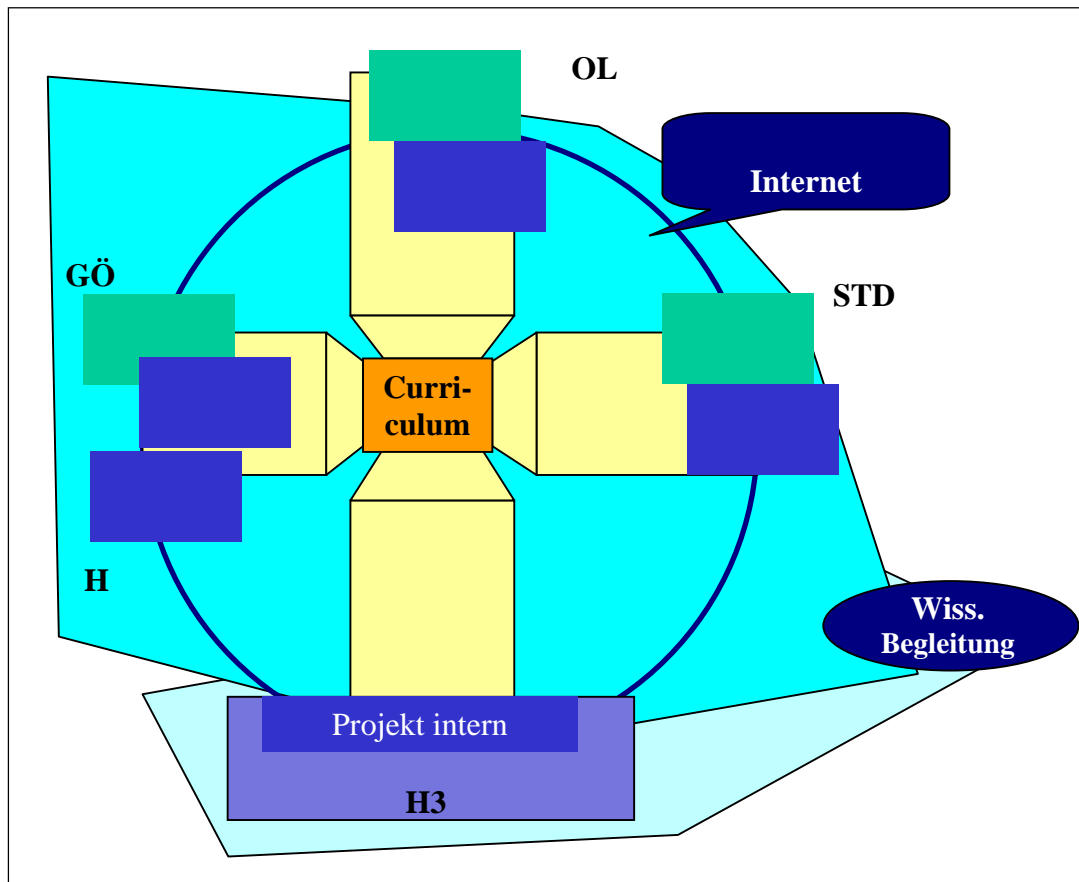 OL
Internet
GÖ
STD
Curri-
culum
H
Wiss.
Begleitung
Projekt intern
H3